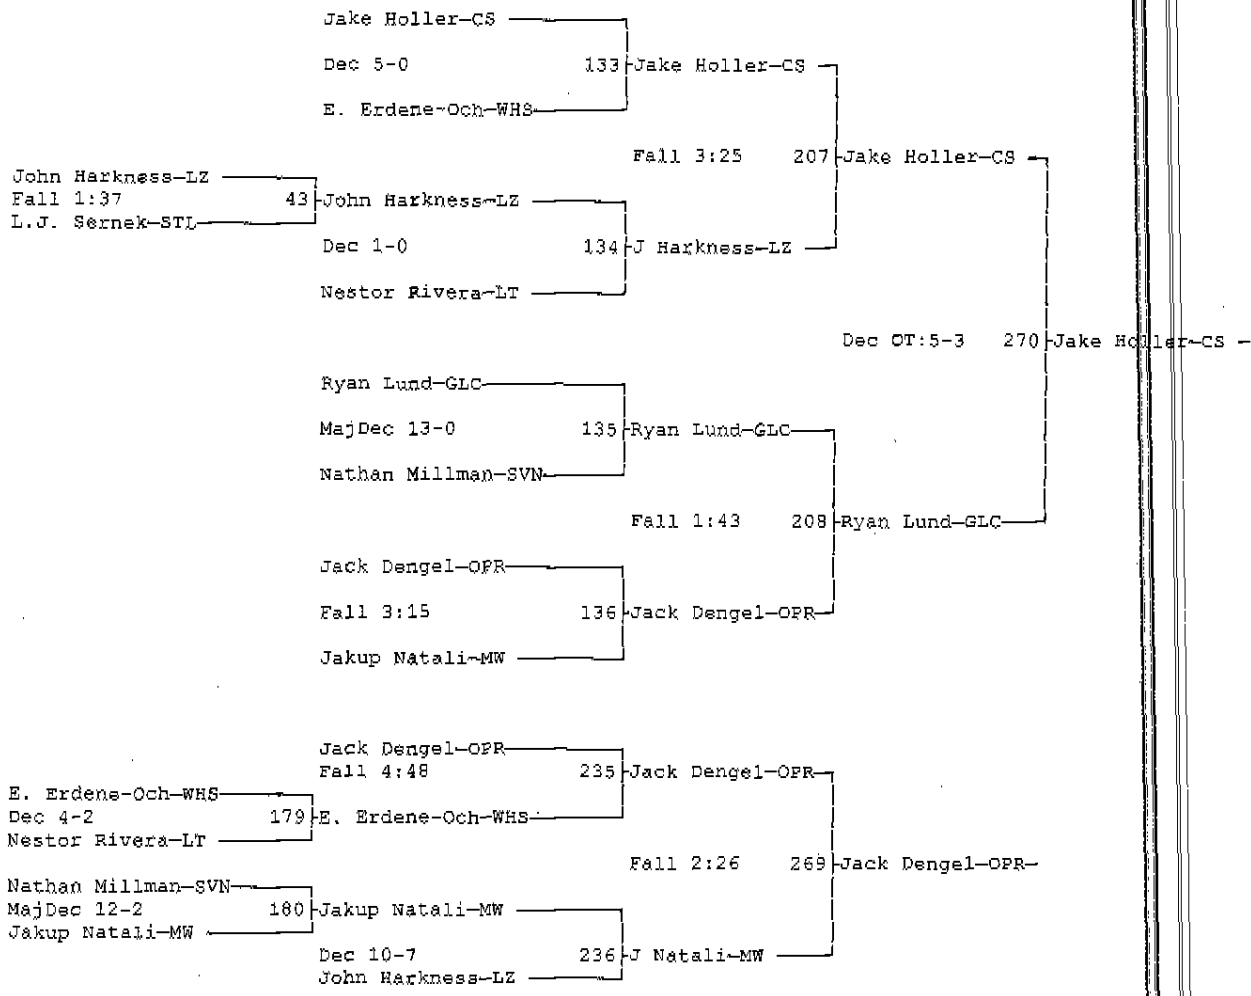 Jake Holler-CS
Dec 5-0 133 Jake Holler-CS
E. Erdene-Och-WHS
Fall 3:25 207 Jake Holler-CS
John Harkness-LZ
Fall 1:37 43 John Harkness-LZ
L.J. Sernek-STL
Dec 1-0 134 J Harkness-LZ
Nestor Rivera-LT
Dec OT:5-3 270 Jake Holler-CS
Ryan Lund-GLC
MajDec 13-0 135 Ryan Lund-GLC
Nathan Millman-SVN
Fall 1:43 208 Ryan Lund-GLC
Jack Dengel-OPR
Fall 3:15 136 Jack Dengel-OPR
Jakup Natali-MW
Jack Dengel-OPR
Fall 4:48 235 Jack Dengel-OPR
E. Erdene-Och-WHS
Dec 4-2 179 E. Erdene-Och-WHS
Nestor Rivera-LT
Fall 2:26 269 Jack Dengel-OPR
Nathan Millman-SVN
MajDec 12-2 180 Jakup Natali-MW
Jakup Natali-MW
Dec 10-7 236 J Natali-MW
John Harkness-LZ